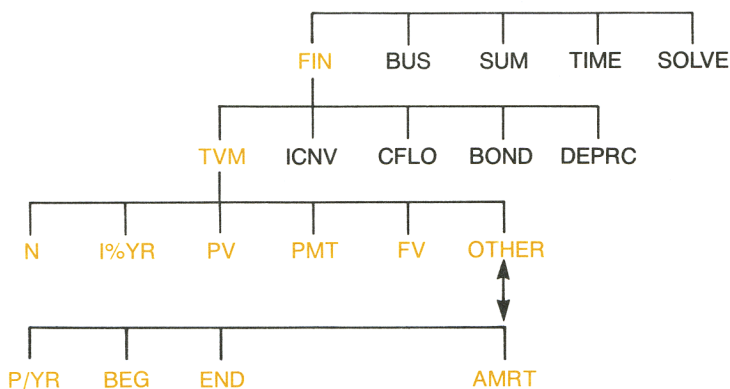 FIN BUS SUM TIME SOLVE
TVM ICNV CFLO BOND DEPRC
N I%YR PV PMT FV OTHER
P/YR BEG END AMRT